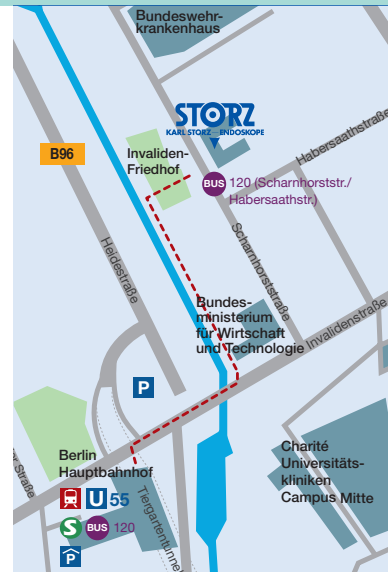 Bundeswehr-
krankenhaus
STORZ
KARL STORZ ENDOSKOPE
B96
Invaliden-
Friedhof
Habersaathstraße
BUS 120 (Scharnhorststr./
Habersaathstr.)
Heidestraße
Scharnhorststraße
Bundes-
ministerium
für Wirtschaft
und Technologie
Invalidenstraße
P
Berlin
Hauptbahnhof
U 55
S BUS 120
P
Tiergartentunnel
Charité
Universitäts-
kliniken
Campus Mitte
Straße